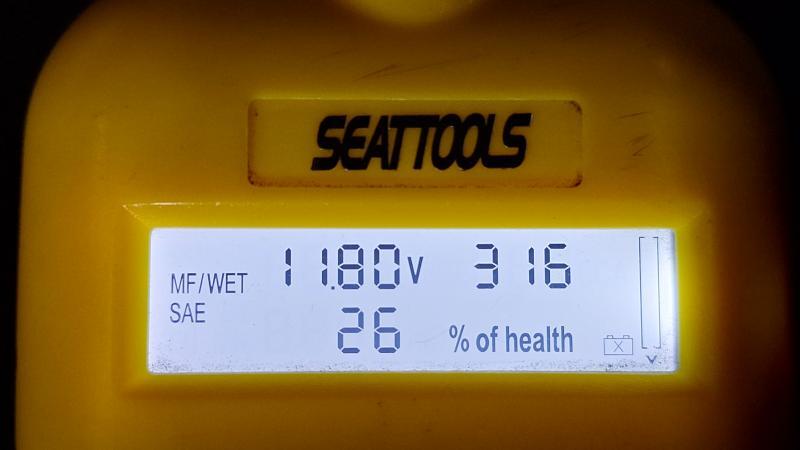 SEATTOOLS
MF/WET 11.80V 316
SAE
26 % of health